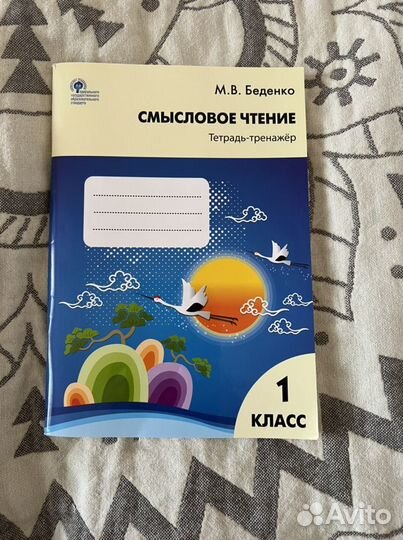 М.В. Беденко
СМЫСЛОВОЕ ЧТЕНИЕ
Тетрадь-тренажёр
1
КЛАСС
Avito